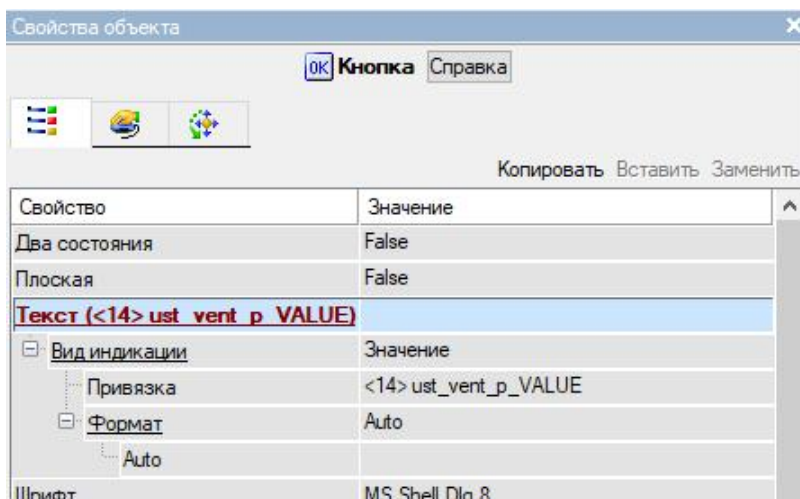 Свойства объекта
OK Кнопка Справка
Копировать Вставить Заменить
Свойство Значение
Два состояния False
Плоская False
Текст (<14> ust_vent_p_VALUE)
Вид индикации Значение
Привязка <14> ust_vent_p_VALUE
Формат Auto
Auto
Шрифт MS Shell Dlg 8